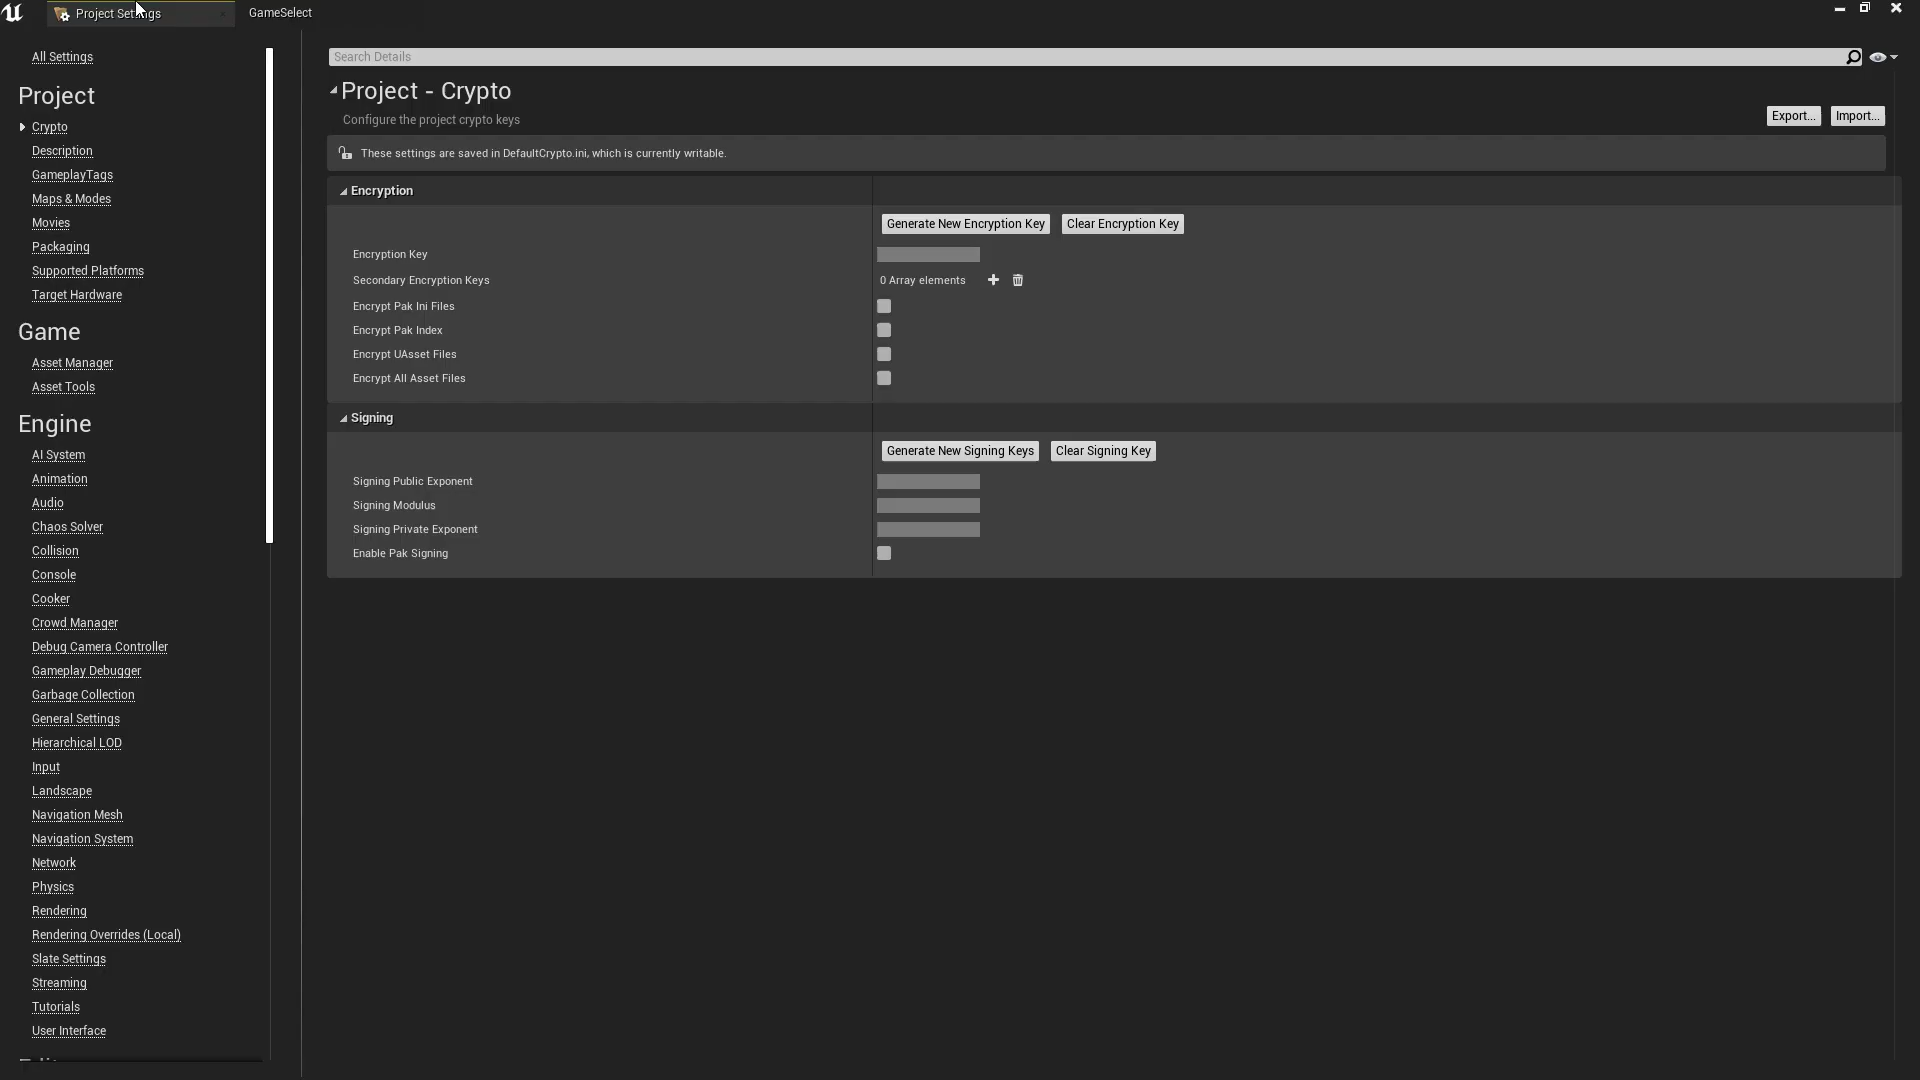 Project Settings
GameSelect
All Settings
Project
Crypto
Description
GameplayTags
Maps & Modes
Movies
Packaging
Supported Platforms
Target Hardware
Game
Asset Manager
Asset Tools
Engine
AI System
Animation
Audio
Chaos Solver
Collision
Console
Cooker
Crowd Manager
Debug Camera Controller
Gameplay Debugger
Garbage Collection
General Settings
Hierarchical LOD
Input
Landscape
Navigation Mesh
Navigation System
Network
Physics
Rendering
Rendering Overrides (Local)
Slate Settings
Streaming
Tutorials
User Interface
Search Details
Project - Crypto
Configure the project crypto keys
Export...
Import...
These settings are saved in DefaultCrypto.ini, which is currently writable.
Encryption
Generate New Encryption Key
Clear Encryption Key
Encryption Key
Secondary Encryption Keys
0 Array elements
Encrypt Pak Ini Files
Encrypt Pak Index
Encrypt UAsset Files
Encrypt All Asset Files
Signing
Generate New Signing Keys
Clear Signing Key
Signing Public Exponent
Signing Modulus
Signing Private Exponent
Enable Pak Signing